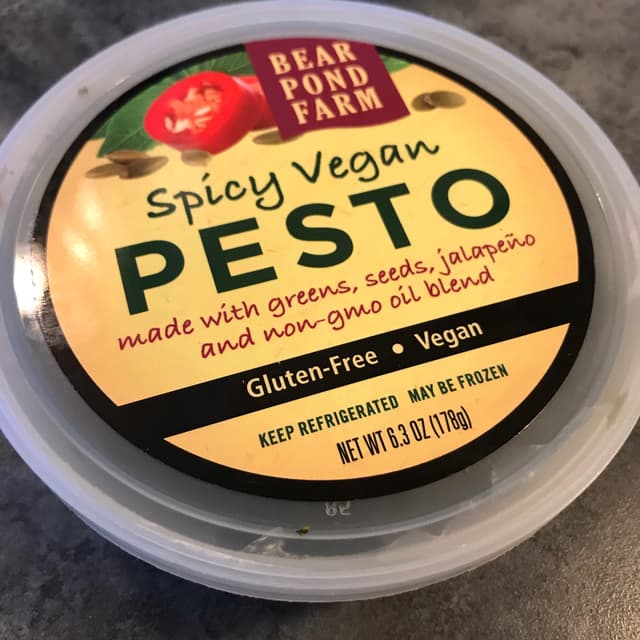 BEAR
POND
FARM
Spicy Vegan
PESTO
made with greens, seeds, jalapeño
and non-gmo oil blend
Gluten-Free • Vegan
KEEP REFRIGERATED MAY BE FROZEN
NET WT 6.3 OZ (178g)